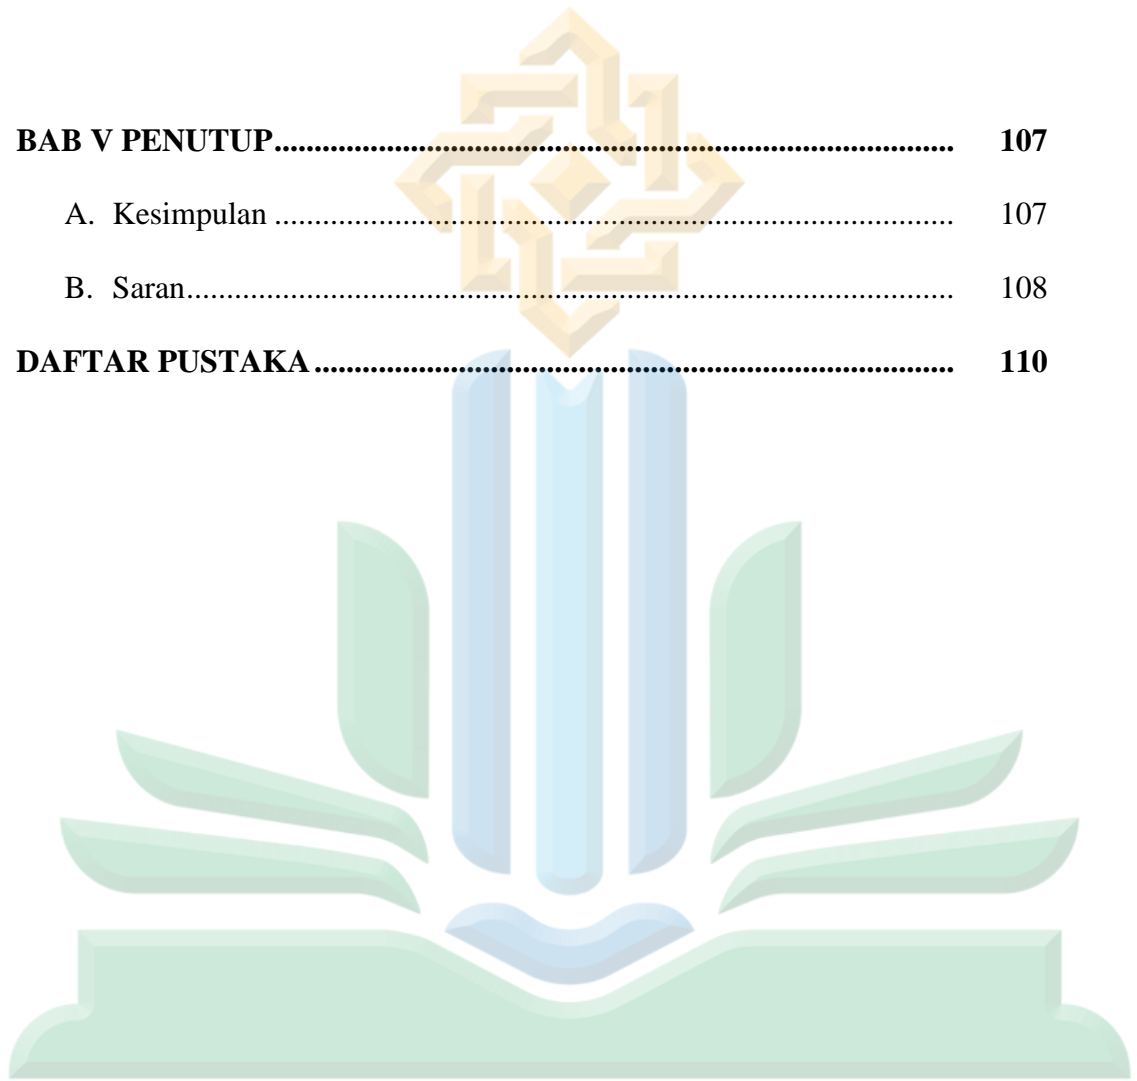 BAB V PENUTUP..................................................................................... 107
A. Kesimpulan ..................................................................................... 107
B. Saran................................................................................................ 108
DAFTAR PUSTAKA................................................................................ 110